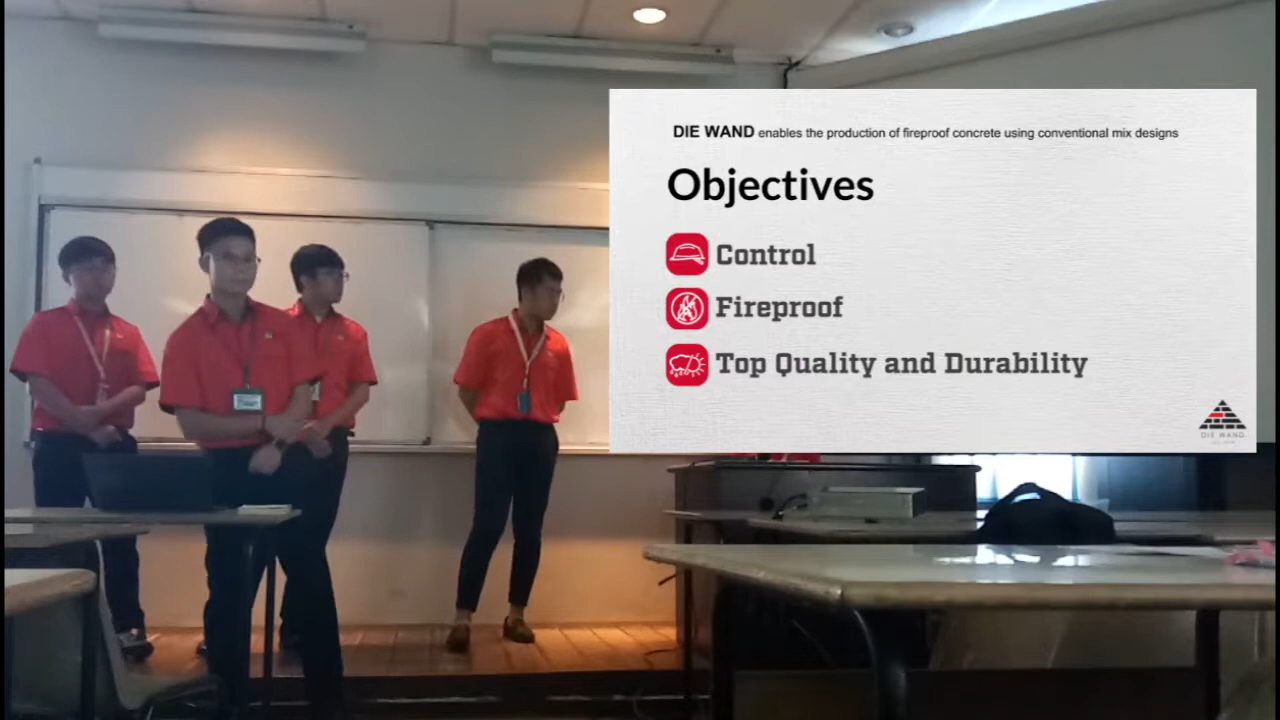 DIE WAND enables the production of fireproof concrete using conventional mix designs
Objectives
Control
Fireproof
Top Quality and Durability
DIE WAND